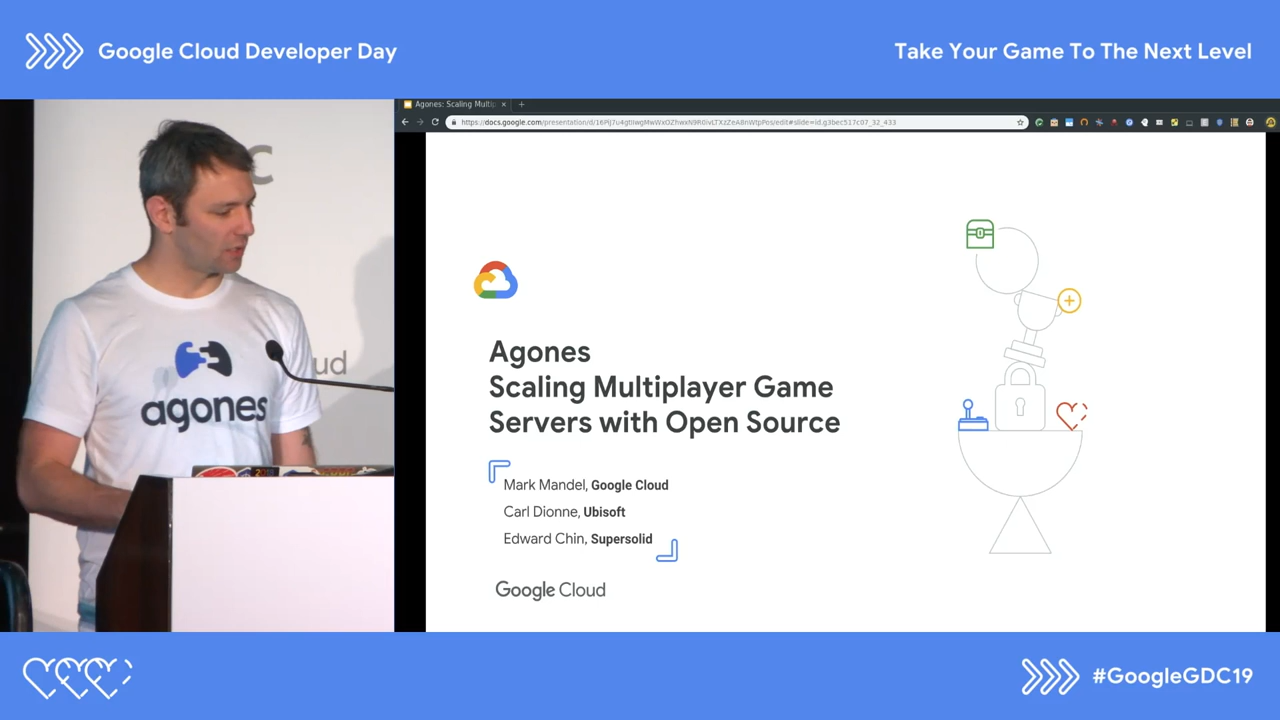 Google Cloud Developer Day
Take Your Game To The Next Level
Agones: Scaling Multip
agones
Agones
Scaling Multiplayer Game
Servers with Open Source
Mark Mandel, Google Cloud
Carl Dionne, Ubisoft
Edward Chin, Supersolid
Google Cloud
#GoogleGDC19